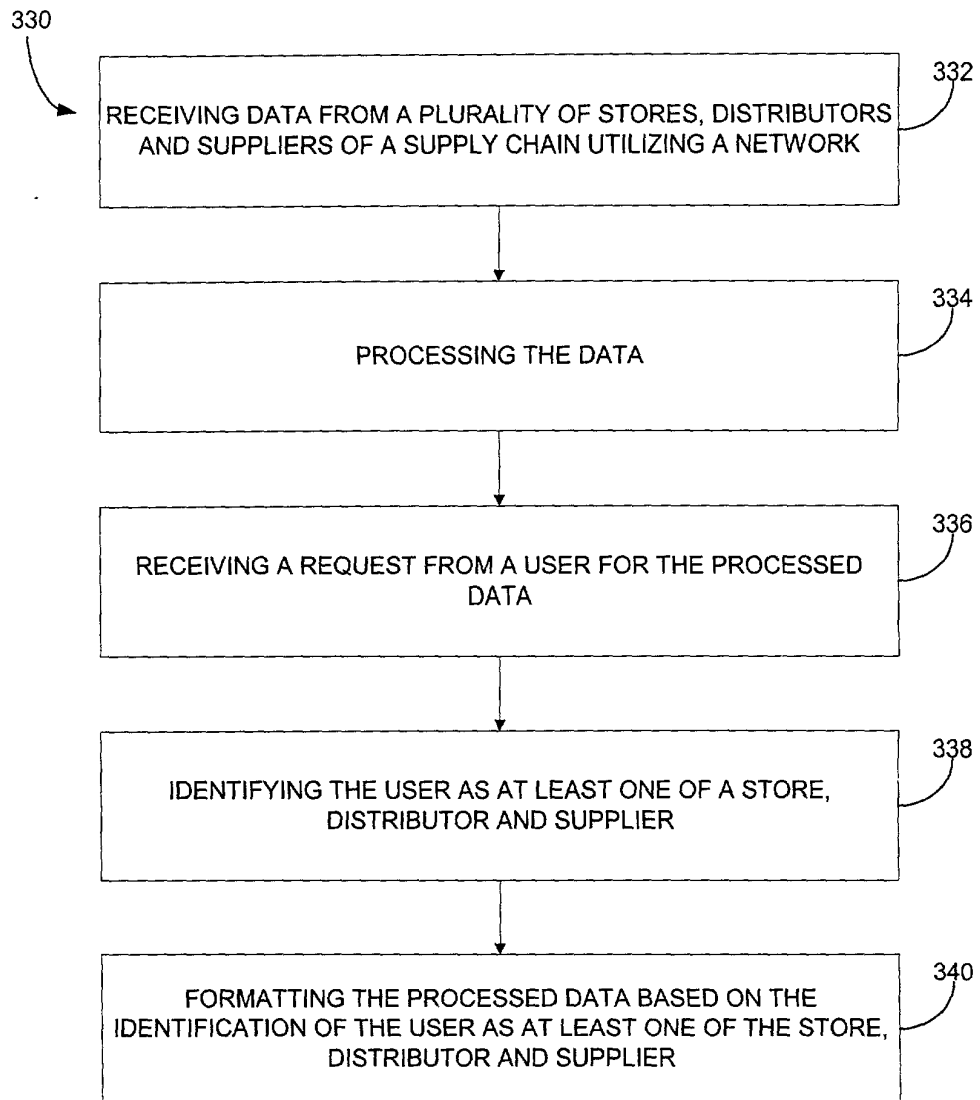 330
332
RECEIVING DATA FROM A PLURALITY OF STORES, DISTRIBUTORS
AND SUPPLIERS OF A SUPPLY CHAIN UTILIZING A NETWORK
334
PROCESSING THE DATA
336
RECEIVING A REQUEST FROM A USER FOR THE PROCESSED
DATA
338
IDENTIFYING THE USER AS AT LEAST ONE OF A STORE,
DISTRIBUTOR AND SUPPLIER
340
FORMATTING THE PROCESSED DATA BASED ON THE
IDENTIFICATION OF THE USER AS AT LEAST ONE OF THE STORE,
DISTRIBUTOR AND SUPPLIER